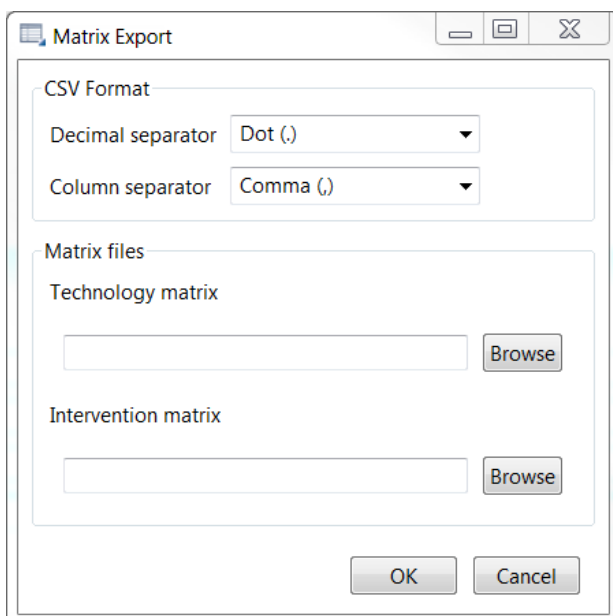 Matrix Export
CSV Format
Decimal separator Dot (.)
Column separator Comma (,)
Matrix files
Technology matrix
Browse
Intervention matrix
Browse
OK Cancel